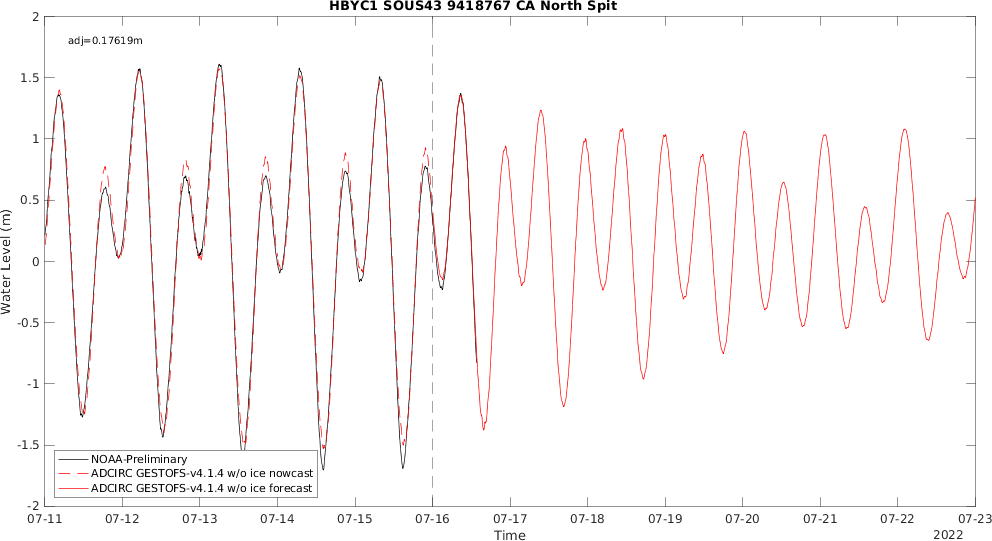 HBYC1 SOUS43 9418767 CA North Spit
adj=0.17619m
2
1.5
1
0.5
0
-0.5
-1
-1.5
-2
Water Level (m)
NOAA-Preliminary
ADCIRC GESTOFS-v4.1.4 w/o ice nowcast
ADCIRC GESTOFS-v4.1.4 w/o ice forecast
07-11 07-12 07-13 07-14 07-15 07-16 07-17 07-18 07-19 07-20 07-21 07-22 07-23
Time
2022